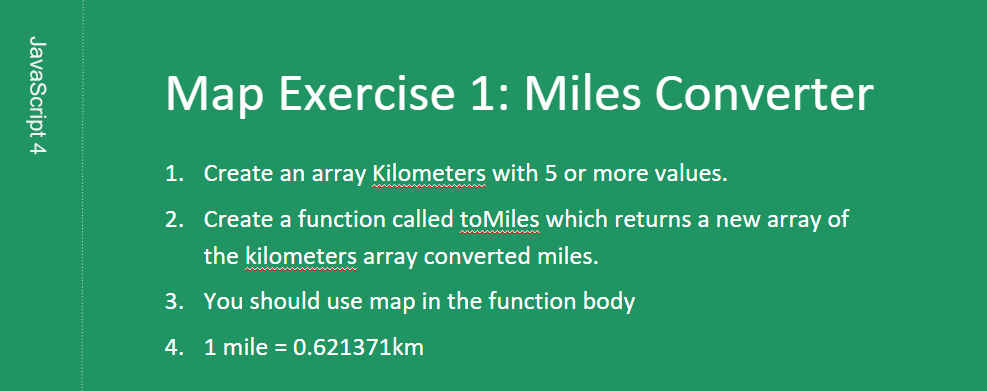 JavaScript 4
Map Exercise 1: Miles Converter
1. Create an array Kilometers with 5 or more values.
2. Create a function called toMiles which returns a new array of
the kilometers array converted miles.
3. You should use map in the function body
4. 1 mile = 0.621371km